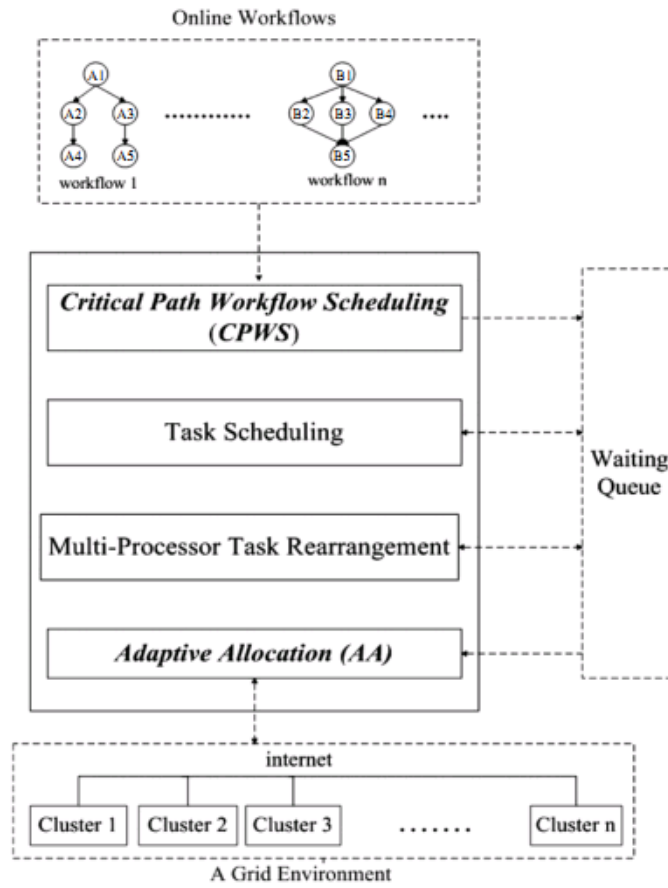 Online Workflows
A1
B1
A2 A3 ............ B2 B3 B4 ....
A4 A5
B5
workflow 1
workflow n
Critical Path Workflow Scheduling
(CPWS)
Task Scheduling
Waiting
Queue
Multi-Processor Task Rearrangement
Adaptive Allocation (AA)
internet
Cluster 1 Cluster 2 Cluster 3 ....... Cluster n
A Grid Environment